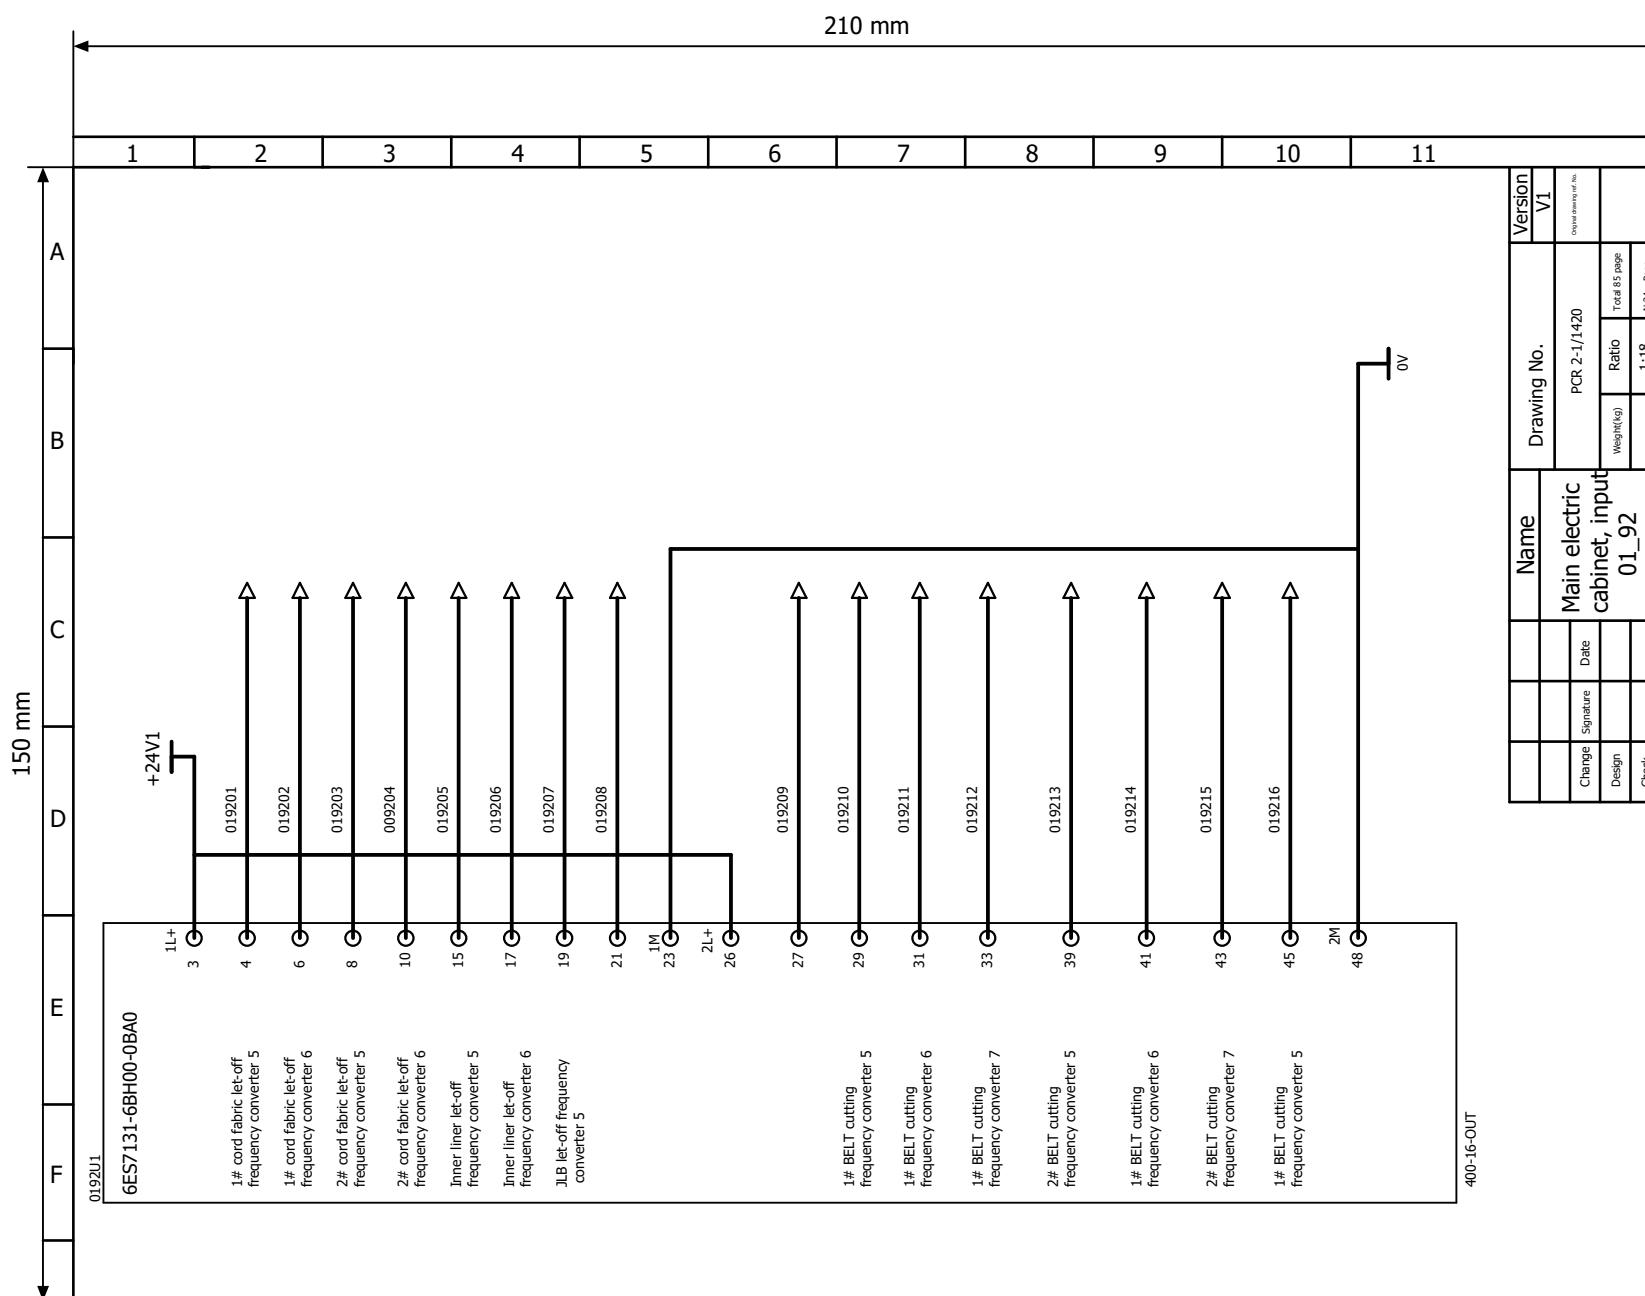 210 mm
1
2
3
4
5
6
7
8
9
10
11
A
B
C
D
E
F
150 mm
Version
V1
Original drawing ref. No.
Drawing No.
PCR 2-1/1420
Total 85 page
Ratio
Weight(kg)
1:18
Name
Main electric
cabinet, input
01_92
Date
Signature
Change
Design
0V
+24V1
019201
019202
019203
009204
019205
019206
019207
019208
019209
019210
019211
019212
019213
019214
019215
019216
1L+
1M
2L+
2M
3
4
6
8
10
15
17
19
21
23
26
27
29
31
33
39
41
43
45
48
0192U1
6ES7131-6BH00-0BA0
1# cord fabric let-off
frequency converter 5
1# cord fabric let-off
frequency converter 6
2# cord fabric let-off
frequency converter 5
2# cord fabric let-off
frequency converter 6
Inner liner let-off
frequency converter 5
Inner liner let-off
frequency converter 6
JLB let-off frequency
converter 5
1# BELT cutting
frequency converter 5
1# BELT cutting
frequency converter 6
1# BELT cutting
frequency converter 7
2# BELT cutting
frequency converter 5
1# BELT cutting
frequency converter 6
2# BELT cutting
frequency converter 7
1# BELT cutting
frequency converter 5
400-16-OUT